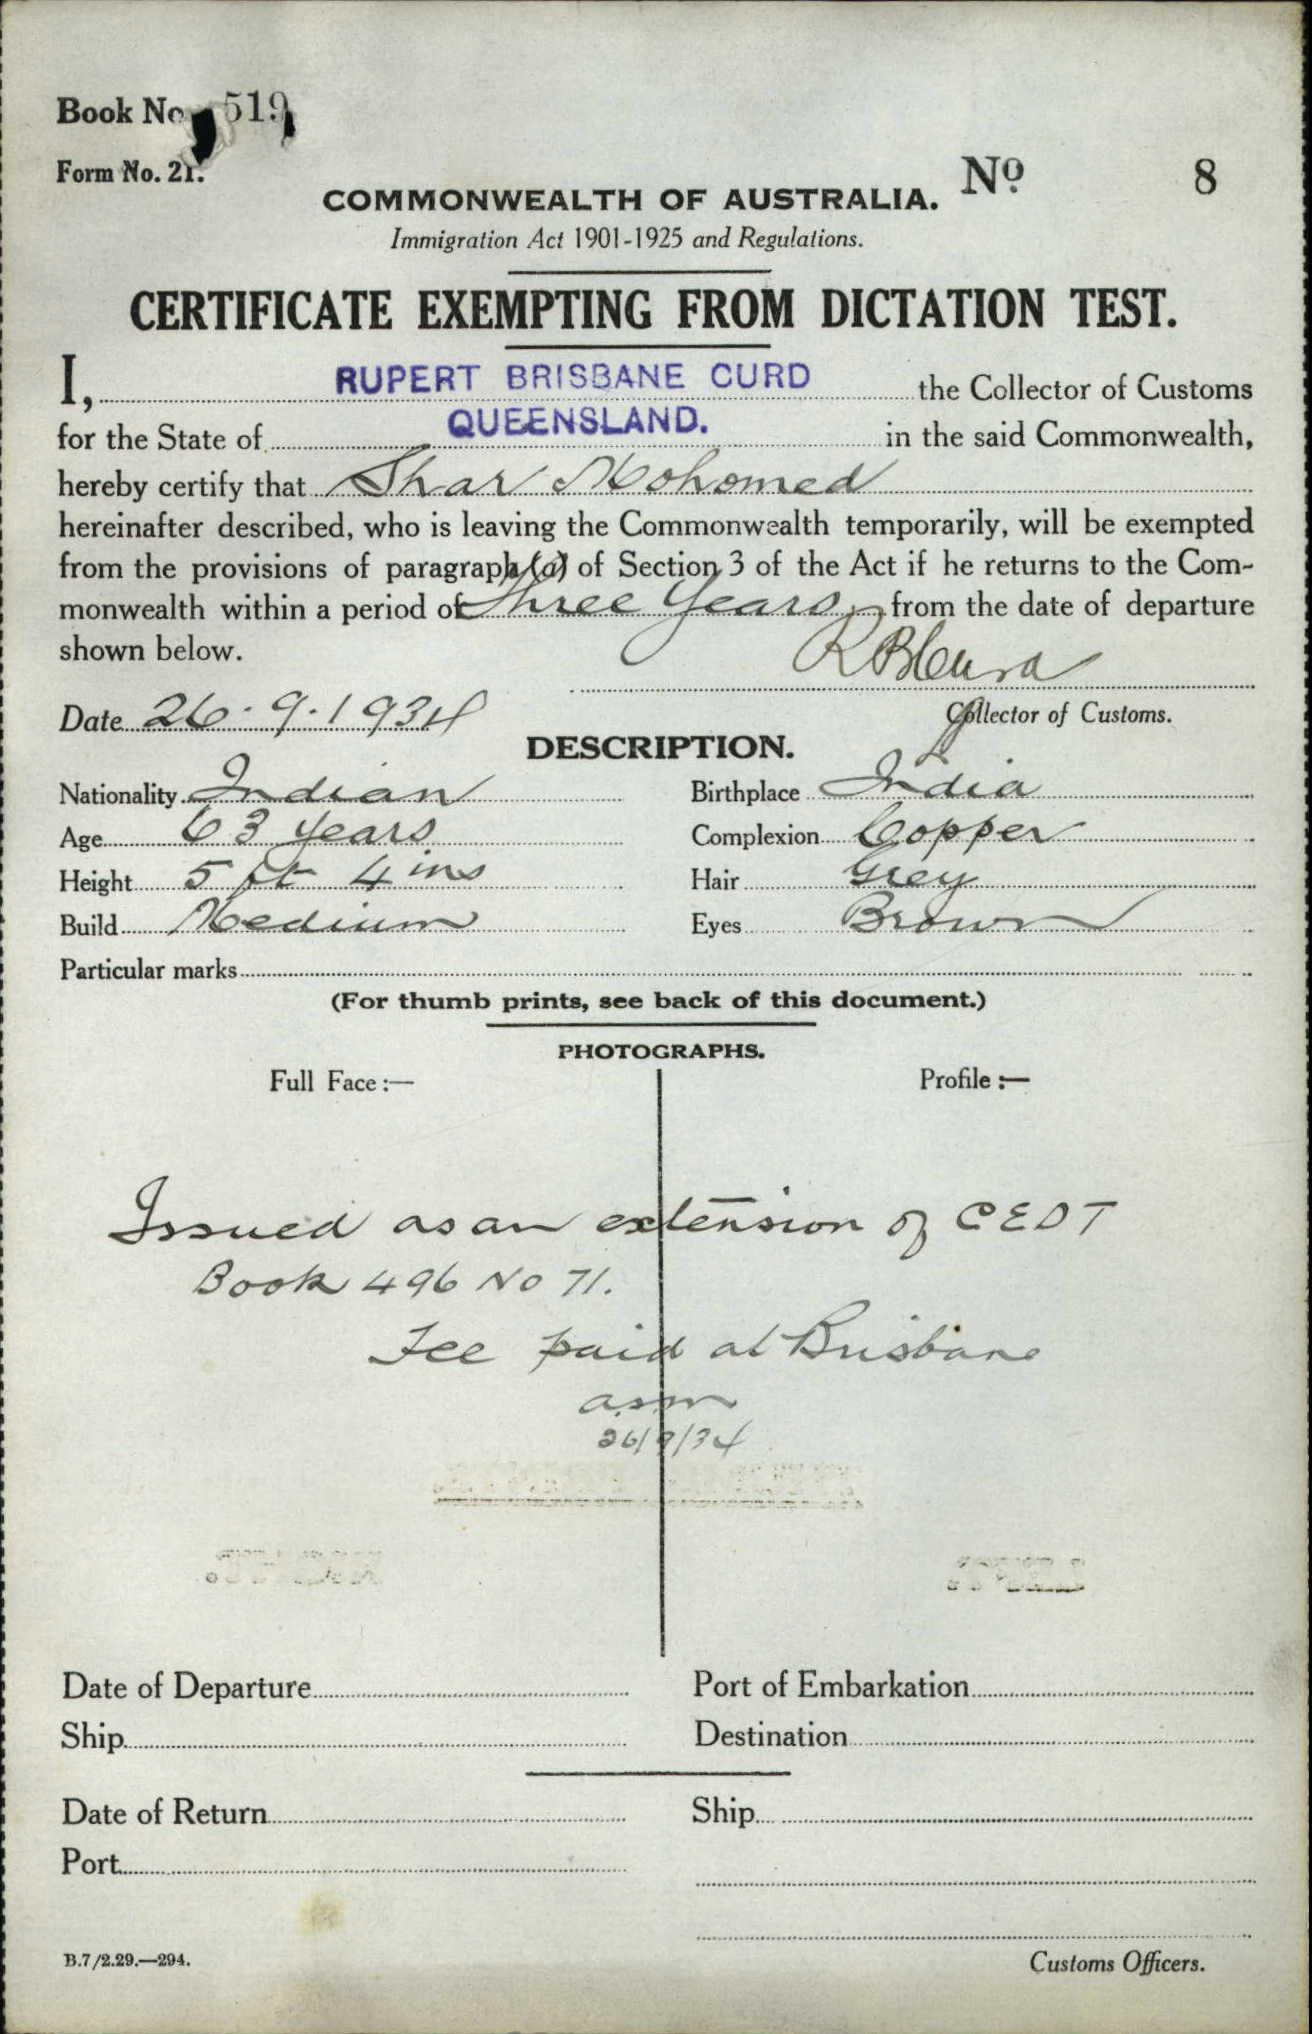 Book No. 519
Form No. 21.
No. 8
COMMONWEALTH OF AUSTRALIA.
Immigration Act 1901-1925 and Regulations.
CERTIFICATE EXEMPTING FROM DICTATION TEST.
I, RUPERT BRISBANE CURD the Collector of Customs
for the State of QUEENSLAND. in the said Commonwealth,
hereby certify that Shar Mohomed
hereinafter described, who is leaving the Commonwealth temporarily, will be exempted
from the provisions of paragraph (a) of Section 3 of the Act if he returns to the Com-
monwealth within a period of Three Years from the date of departure
shown below.
R B Curd
Date 26.9.1934 Collector of Customs.
DESCRIPTION.
Nationality Indian Birthplace India
Age 63 years Complexion Copper
Height 5 ft 4 ins Hair Grey
Build Medium Eyes Brown
Particular marks
(For thumb prints, see back of this document.)
PHOTOGRAPHS.
Full Face :— Profile :—
Issued as an extension of CEDT
Book 496 No 71.
Fee paid at Brisbane
26/9/34
Date of Departure Port of Embarkation
Ship Destination
Date of Return Ship
Port
B.7/2.29.—294. Customs Officers.